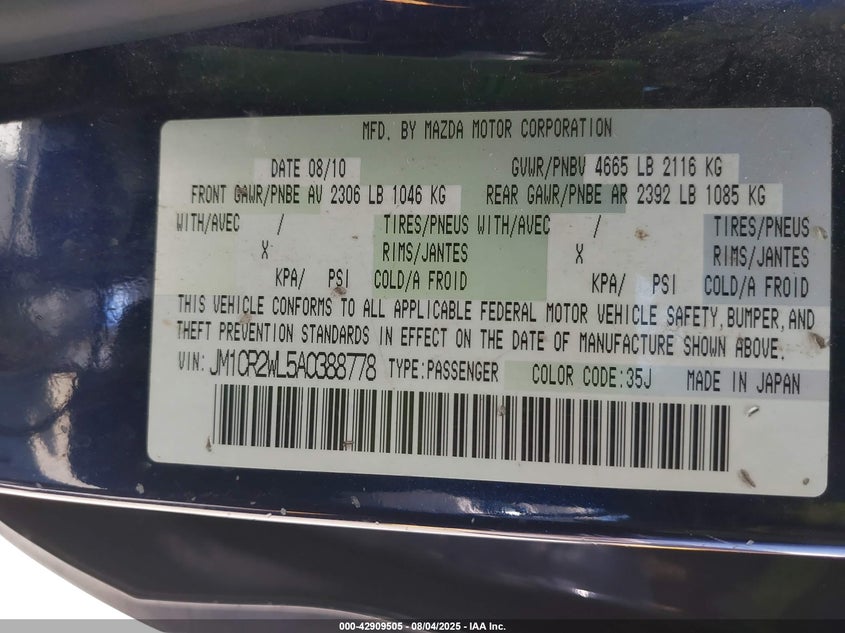 MFD. BY MAZDA MOTOR CORPORATION
DATE 08/10 GVWR/PNBV 4665 LB 2116 KG
FRONT GAWR/PNBE AV 2306 LB 1046 KG REAR GAWR/PNBE AR 2392 LB 1085 KG
WITH/AVEC / TIRES/PNEUS WITH/AVEC / TIRES/PNEUS
X RIMS/JANTES X RIMS/JANTES
KPA/ PSI COLD/A FROID KPA/ PSI COLD/A FROID
THIS VEHICLE CONFORMS TO ALL APPLICABLE FEDERAL MOTOR VEHICLE SAFETY, BUMPER, AND
THEFT PREVENTION STANDARDS IN EFFECT ON THE DATE OF MANUFACTURE SHOWN ABOVE.
VIN: JM1CR2WL5A0388778 TYPE:PASSENGER COLOR CODE:35J MADE IN JAPAN
000-42909505 - 08/04/2025 - IAA Inc.